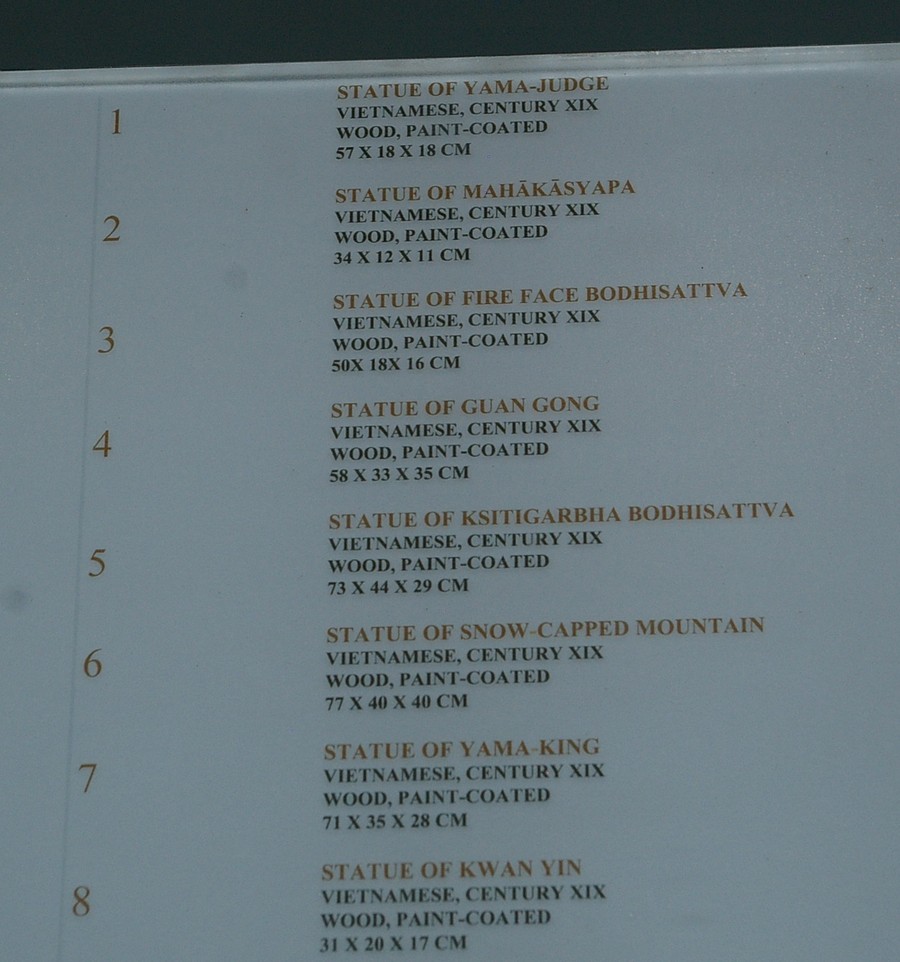 1
STATUE OF YAMA-JUDGE
VIETNAMESE, CENTURY XIX
WOOD, PAINT-COATED
57 X 18 X 18 CM
2
STATUE OF MAHĀKĀSYAPA
VIETNAMESE, CENTURY XIX
WOOD, PAINT-COATED
34 X 12 X 11 CM
3
STATUE OF FIRE FACE BODHISATTVA
VIETNAMESE, CENTURY XIX
WOOD, PAINT-COATED
50X 18X 16 CM
4
STATUE OF GUAN GONG
VIETNAMESE, CENTURY XIX
WOOD, PAINT-COATED
58 X 33 X 35 CM
5
STATUE OF KSITIGARBHA BODHISATTVA
VIETNAMESE, CENTURY XIX
WOOD, PAINT-COATED
73 X 44 X 29 CM
6
STATUE OF SNOW-CAPPED MOUNTAIN
VIETNAMESE, CENTURY XIX
WOOD, PAINT-COATED
77 X 40 X 40 CM
7
STATUE OF YAMA-KING
VIETNAMESE, CENTURY XIX
WOOD, PAINT-COATED
71 X 35 X 28 CM
8
STATUE OF KWAN YIN
VIETNAMESE, CENTURY XIX
WOOD, PAINT-COATED
31 X 20 X 17 CM